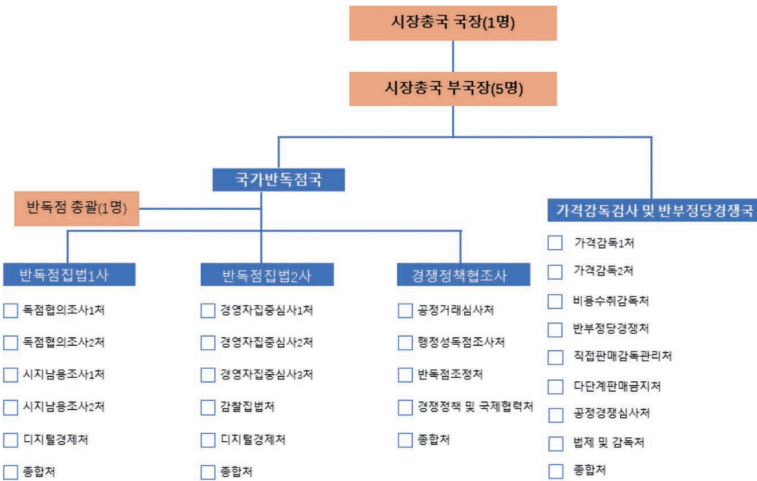 시장총국 국장(1명)
시장총국 부국장(5명)
국가반독점국
반독점 총괄(1명)
가격감독검사 및 반부정당경쟁국
반독점집법1사
독점협의조사1처
독점협의조사2처
시지남용조사1처
시지남용조사2처
디지털경제처
종합처
반독점집법2사
경영자집중심사1처
경영자집중심사2처
경영자집중심사3처
감찰집법처
디지털경제처
종합처
경쟁정책협조사
공정거래심사처
행정성독점조사처
반독점조정처
경쟁정책 및 국제협력처
종합처
가격감독1처
가격감독2처
비용수취감독처
반부정당경쟁처
직접판매감독관리처
다단계판매금지처
공정경쟁심사처
법제 및 감독처
종합처